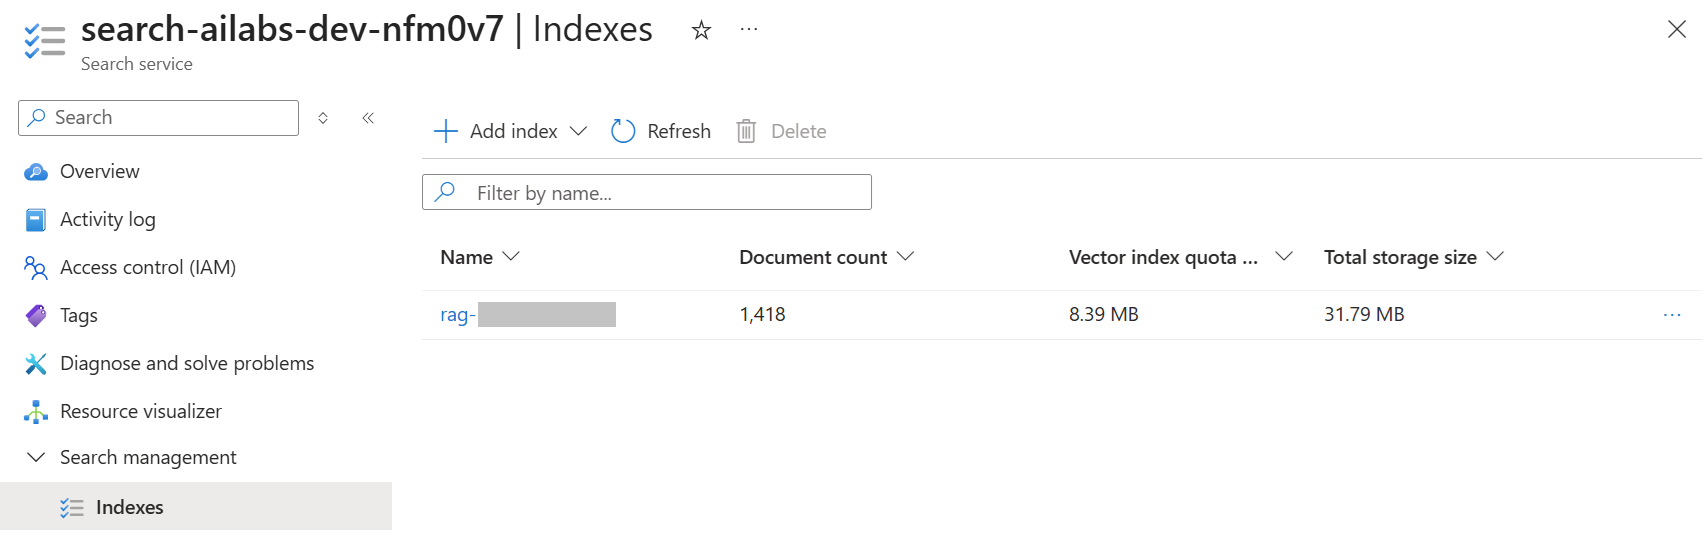 search-ailabs-dev-nfm0v7 | Indexes
Search service
Search
Overview
Activity log
Access control (IAM)
Tags
Diagnose and solve problems
Resource visualizer
Search management
Indexes
Add index
Refresh
Delete
Filter by name...
Name
Document count
Vector index quota ...
Total storage size
rag-
1,418
8.39 MB
31.79 MB